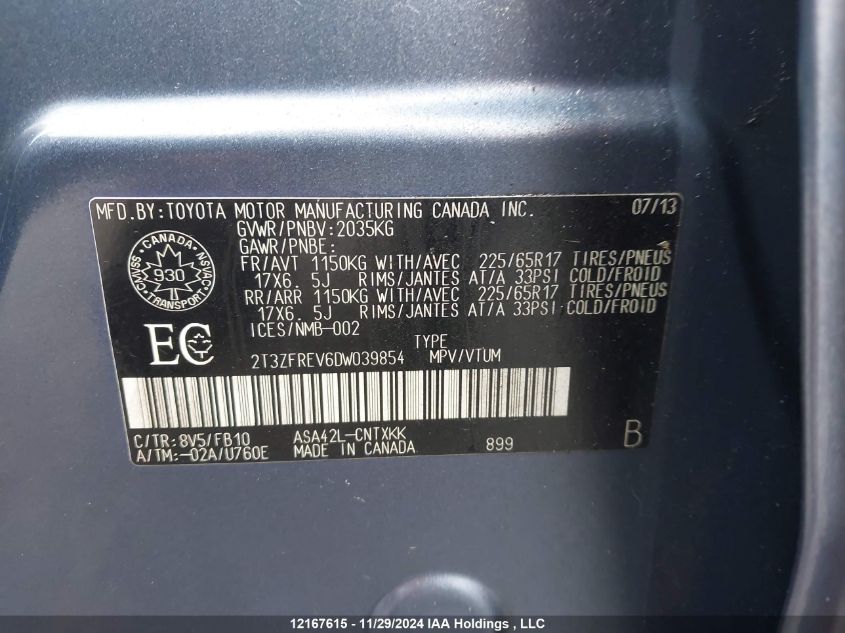 MFD.BY:TOYOTA MOTOR MANUFACTURING CANADA INC. 07/13
GVWR/PNBV:2035KG
GAWR/PNBE:
FR/AVT 1150KG WITH/AVEC 225/65R17 TIRES/PNEUS
17X6.5J RIMS/JANTES AT/A 33PSI COLD/FROID
RR/ARR 1150KG WITH/AVEC 225/65R17 TIRES/PNEUS
17X6.5J RIMS/JANTES AT/A 33PSI COLD/FROID
ICES/NMB-002
CANADA
CMVSS 930 NSVAC
TRANSPORT
EC
TYPE
2T3ZFREV6DW039854 MPV/VTUM
C/TR:8V5/FB10 ASA42L-CNTXKK
A/TM:-02A/U760E MADE IN CANADA 899 B
12167615 - 11/29/2024 IAA Holdings , LLC